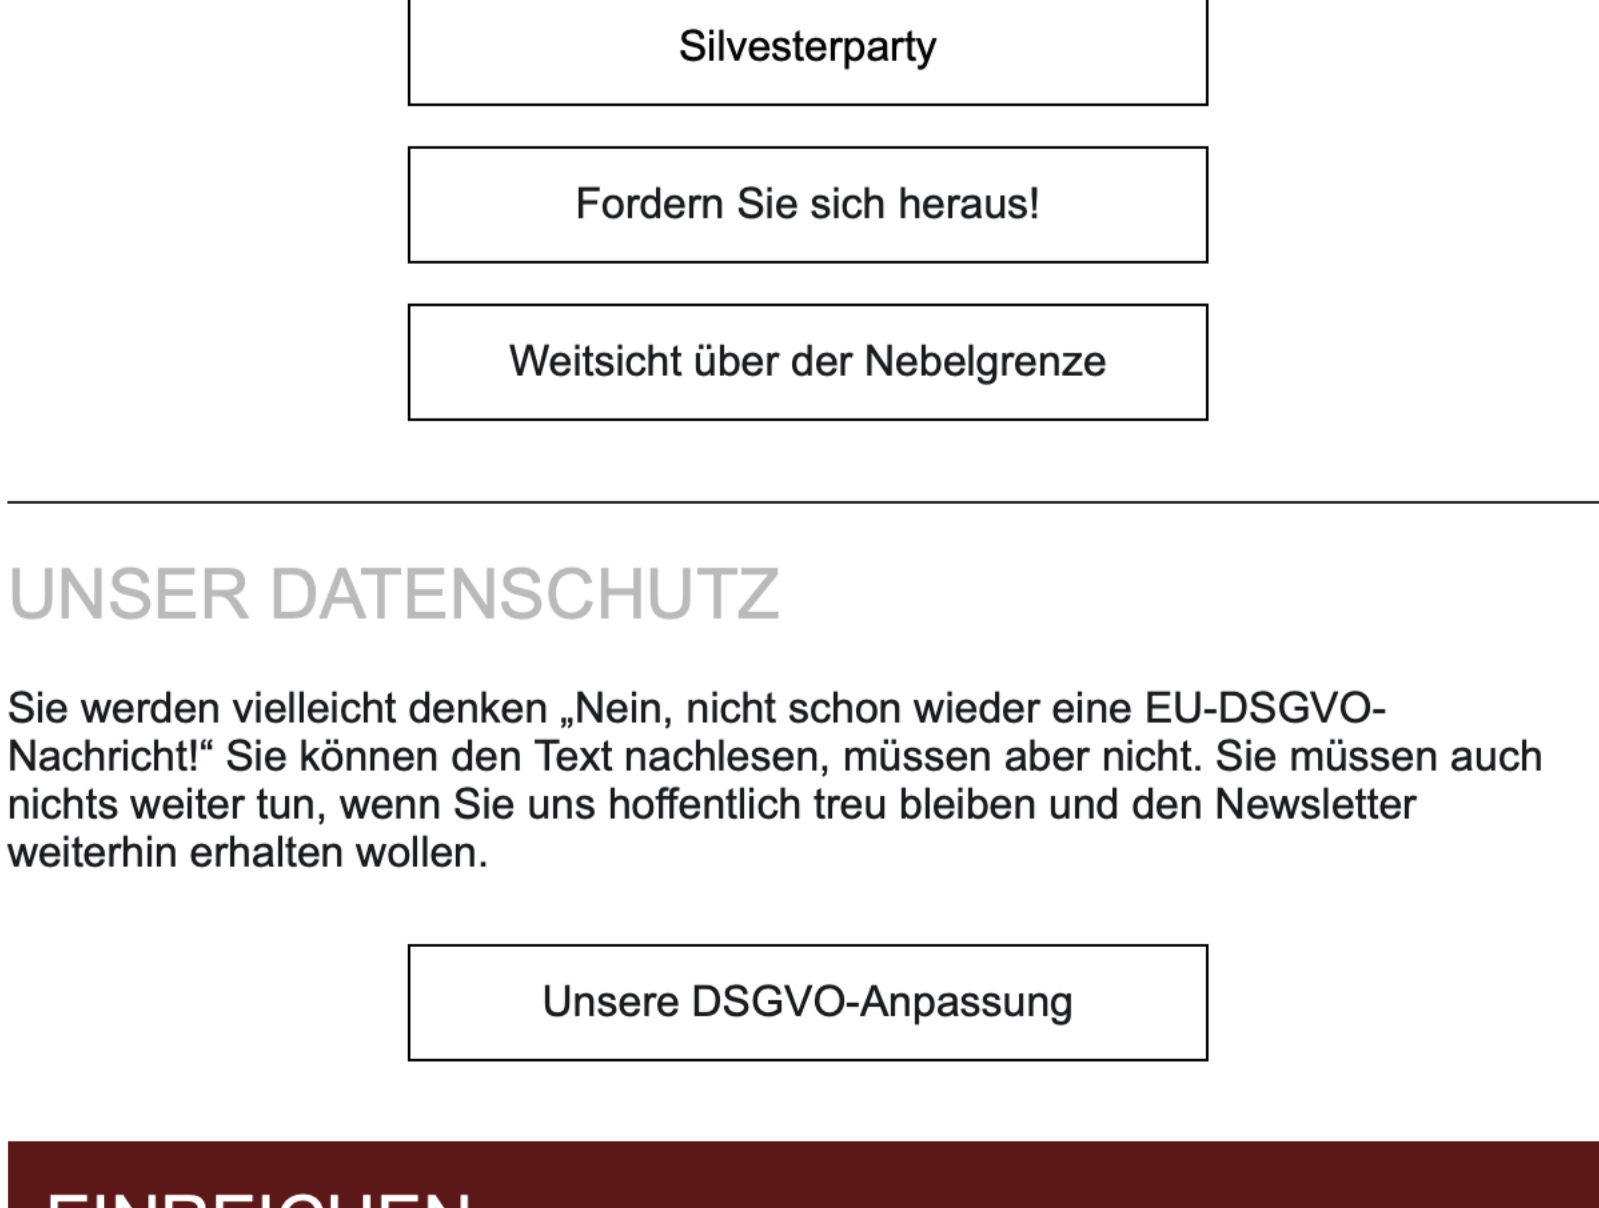 Silvesterparty
Fordern Sie sich heraus!
Weitsicht über der Nebelgrenze
UNSER DATENSCHUTZ
Sie werden vielleicht denken „Nein, nicht schon wieder eine EU-DSGVO-
Nachricht!“ Sie können den Text nachlesen, müssen aber nicht. Sie müssen auch
nichts weiter tun, wenn Sie uns hoffentlich treu bleiben und den Newsletter
weiterhin erhalten wollen.
Unsere DSGVO-Anpassung
EINREICHEN